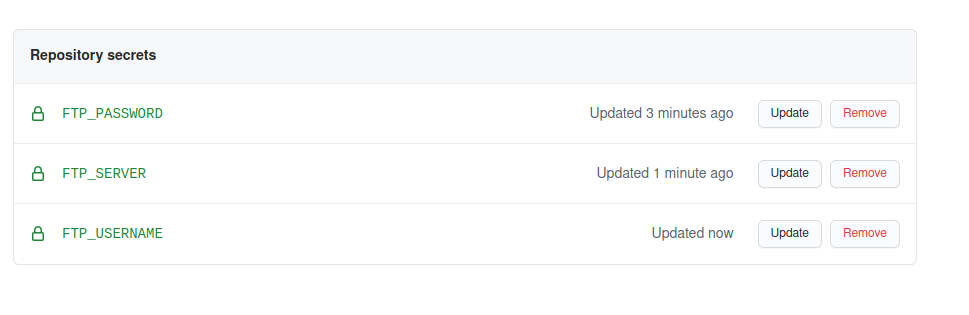 Repository secrets
FTP_PASSWORD Updated 3 minutes ago Update Remove
FTP_SERVER Updated 1 minute ago Update Remove
FTP_USERNAME Updated now Update Remove